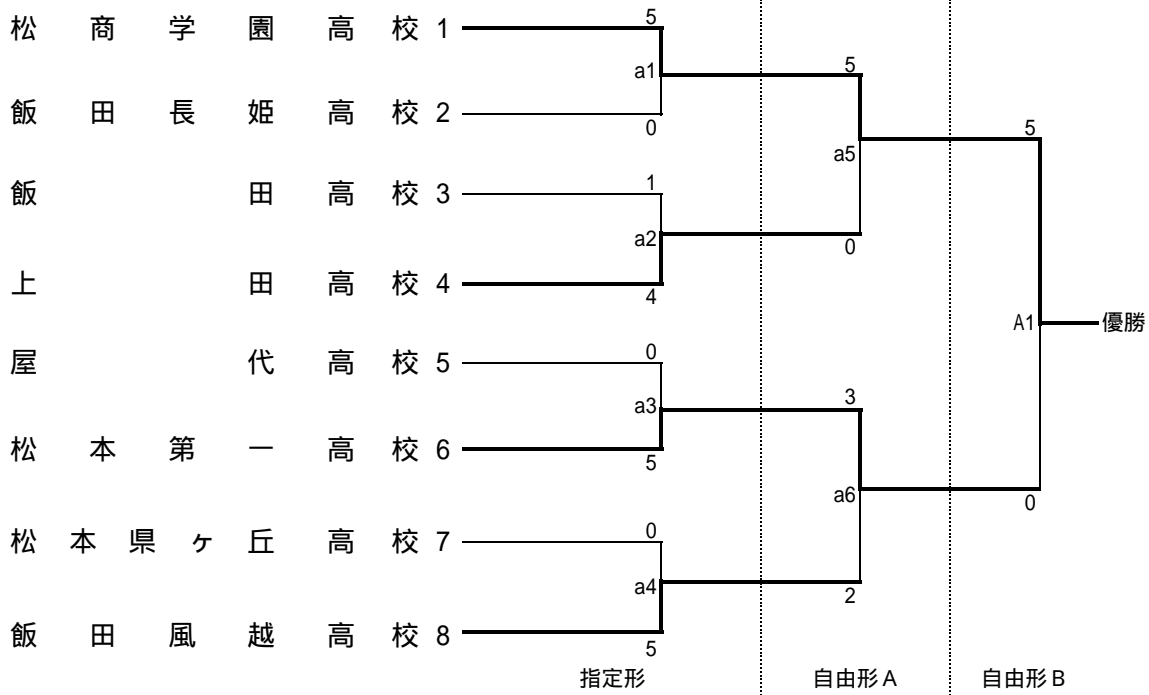 5
松商学園高校 1
a1
5
飯田長姫高校 2
0
5
a5
飯田高校 3
1
a2
0
上田高校 4
4
A1 優勝
屋代高校 5
0
a3
3
松本第一高校 6
5
a6
0
松本県ヶ丘高校 7
0
a4
2
飯田風越高校 8
5
指定形 自由形A 自由形B